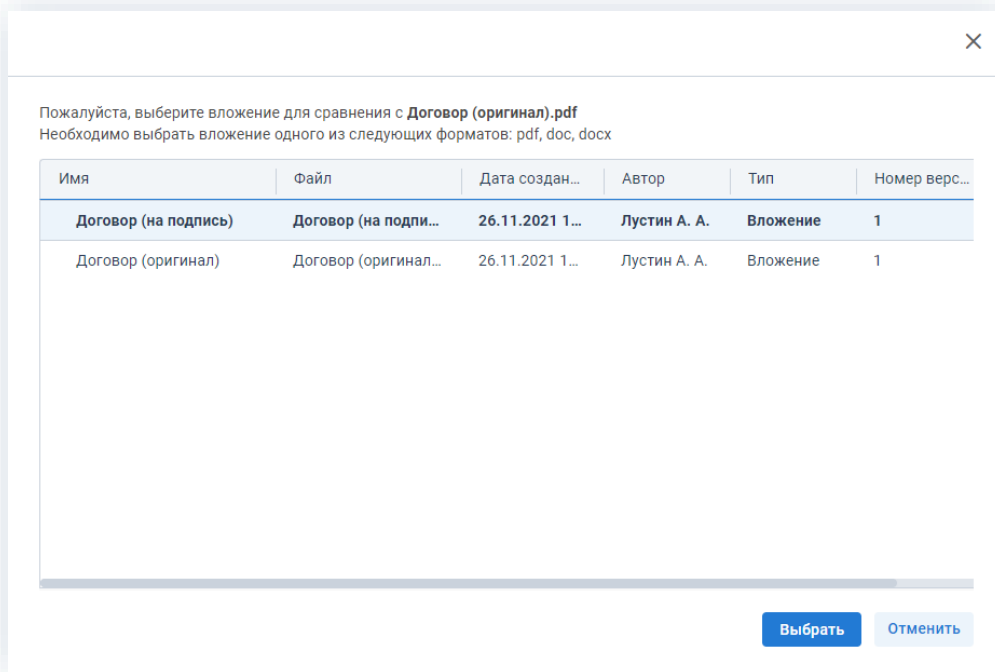 Пожалуйста, выберите вложение для сравнения с Договор (оригинал).pdf
Необходимо выбрать вложение одного из следующих форматов: pdf, doc, docx
Имя Файл Дата создан... Автор Тип Номер верс...
Договор (на подпись) Договор (на подпи... 26.11.2021 1... Лустин А. А. Вложение 1
Договор (оригинал) Договор (оригинал... 26.11.2021 1... Лустин А. А. Вложение 1
Выбрать Отменить